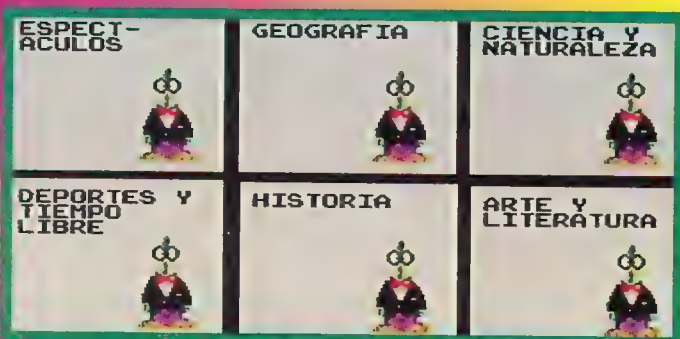 ESPECT-
ACULOS
GEOGRAFIA
CIENCIA Y
NATURALEZA
DEPORTES Y
TIEMPO
LIBRE
HISTORIA
ARTE Y
LITERATURA